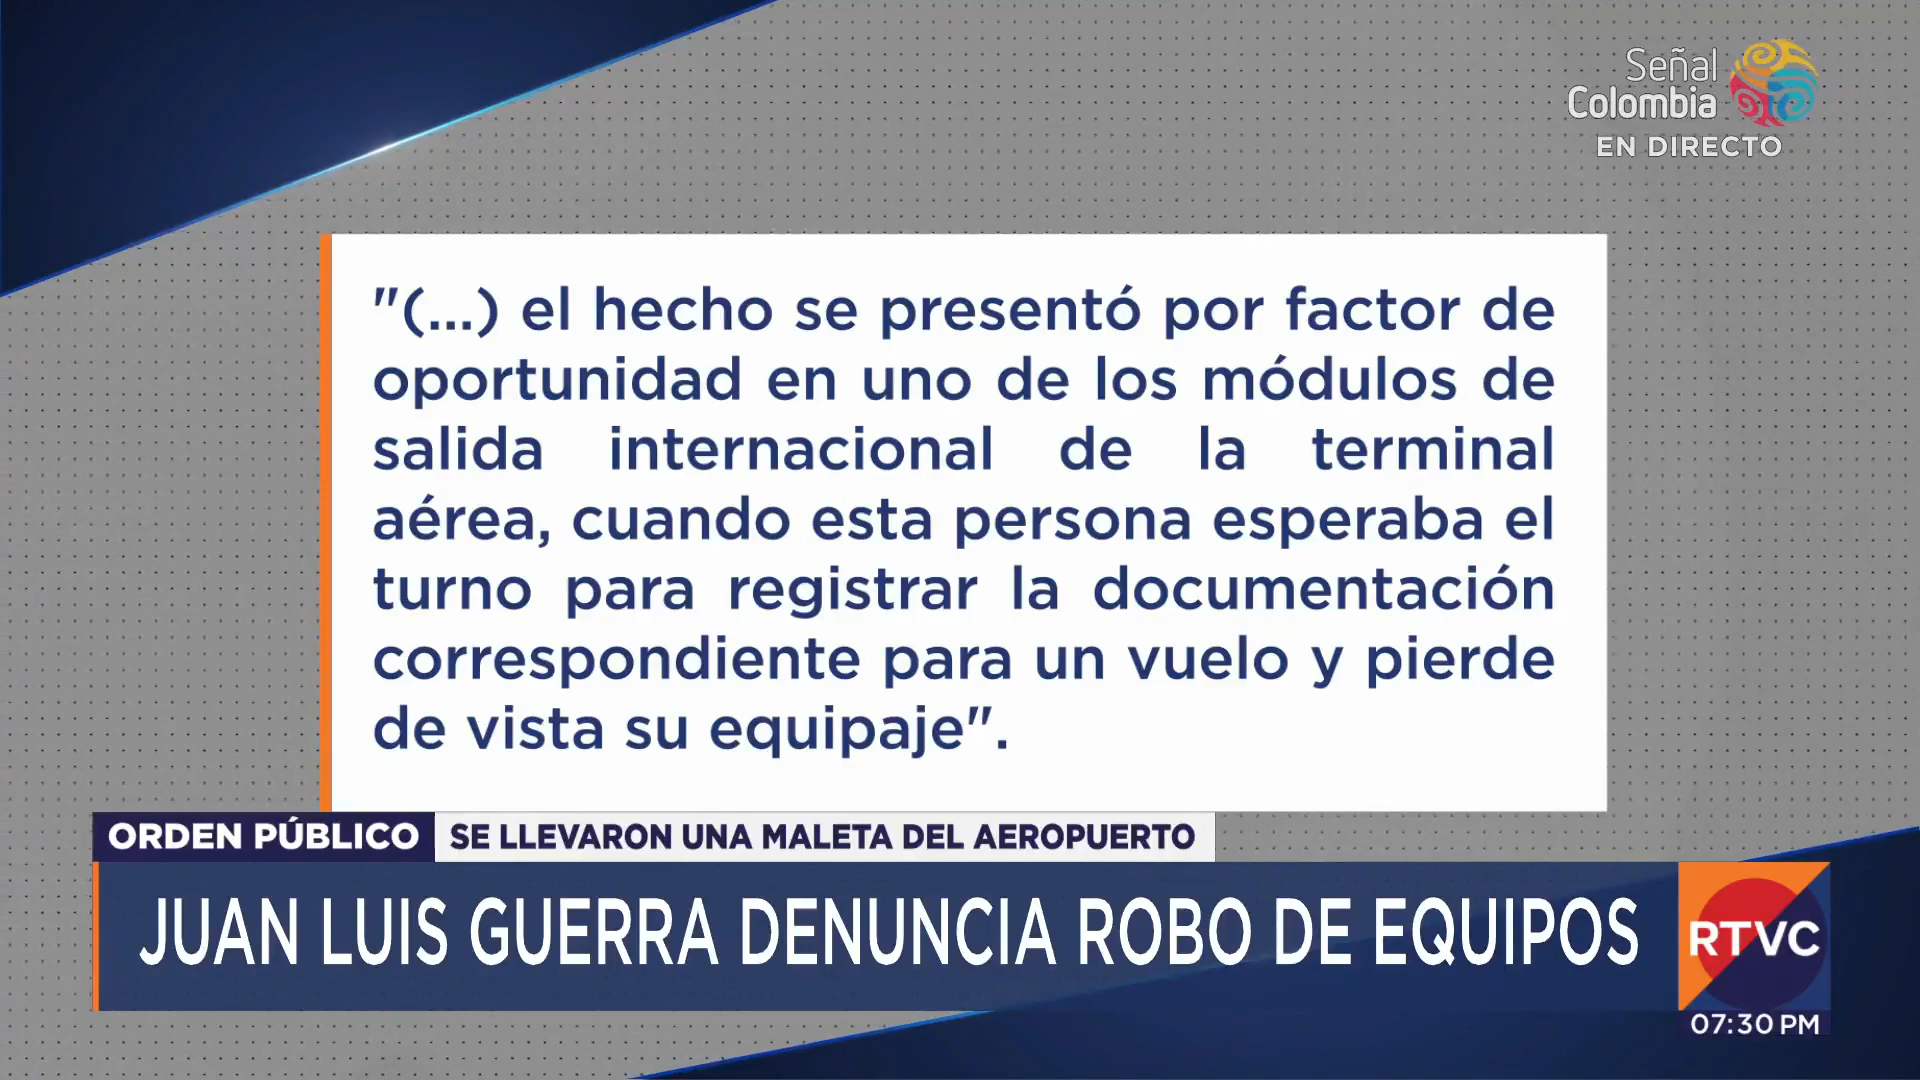 Señal
Colombia
EN DIRECTO
"(...) el hecho se presentó por factor de
oportunidad en uno de los módulos de
salida internacional de la terminal
aérea, cuando esta persona esperaba el
turno para registrar la documentación
correspondiente para un vuelo y pierde
de vista su equipaje".
ORDEN PÚBLICO SE LLEVARON UNA MALETA DEL AEROPUERTO
JUAN LUIS GUERRA DENUNCIA ROBO DE EQUIPOS
RTVC
07:30 PM